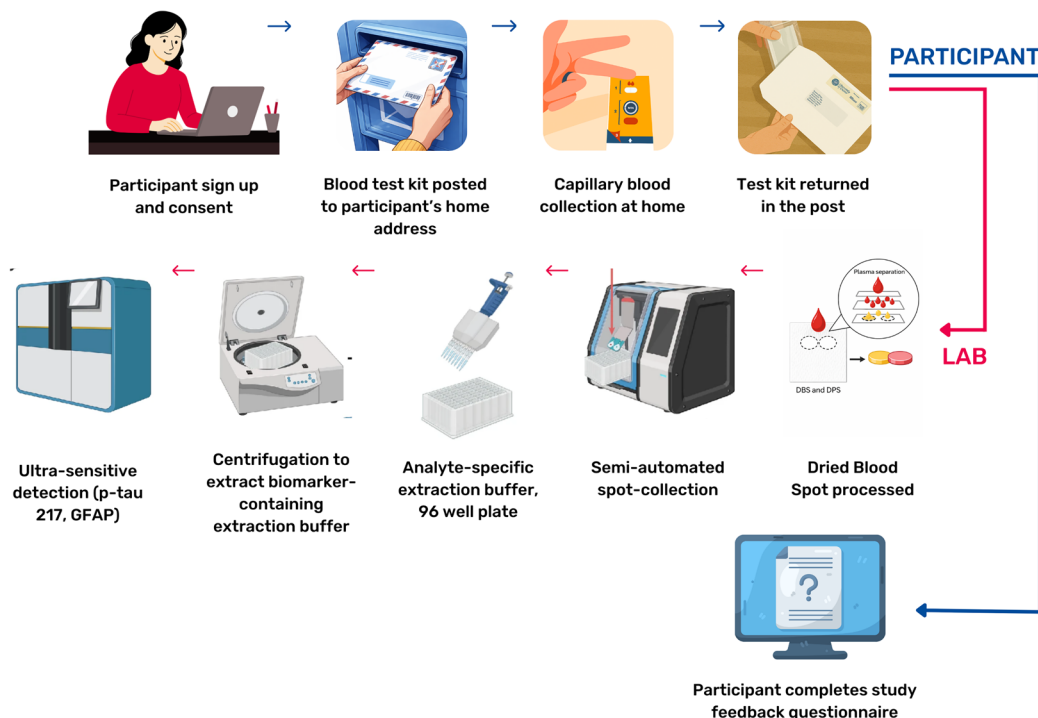 PARTICIPANT
Participant sign up
and consent
Blood test kit posted
to participant's home
address
Capillary blood
collection at home
Test kit returned
in the post
LAB
Plasma separation
DBS and DPS
Ultra-sensitive
detection (p-tau
217, GFAP)
Centrifugation to
extract biomarker-
containing
extraction buffer
Analyte-specific
extraction buffer,
96 well plate
Semi-automated
spot-collection
Dried Blood
Spot processed
?
Participant completes study
feedback questionnaire